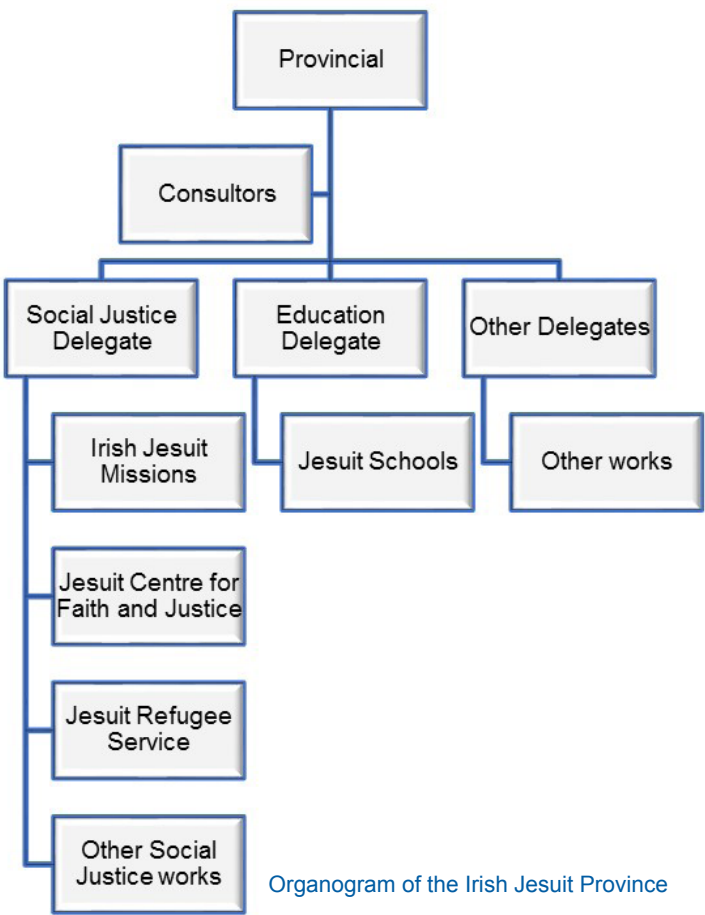 Provincial
Consultors
Social Justice
Delegate
Education
Delegate
Other Delegates
Irish Jesuit
Missions
Jesuit Schools
Other works
Jesuit Centre for
Faith and Justice
Jesuit Refugee
Service
Other Social
Justice works
Organogram of the Irish Jesuit Province